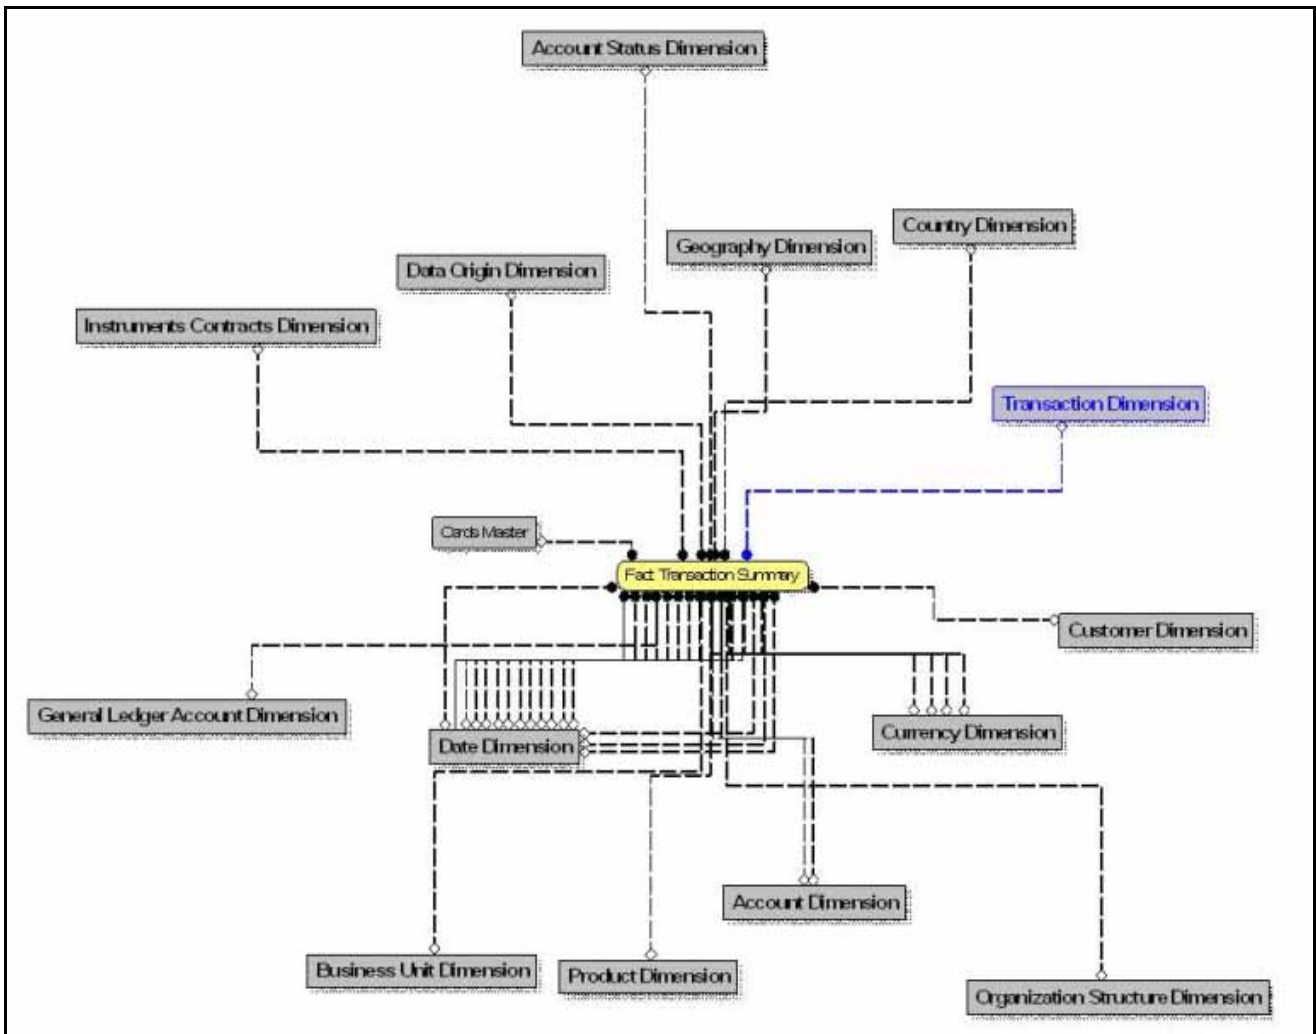 Account Status Dimension
Country Dimension
Geography Dimension
Data Origin Dimension
Instruments Contracts Dimension
Transaction Dimension
Cards Master
Fact Transaction Summary
Customer Dimension
General Ledger Account Dimension
Date Dimension
Currency Dimension
Account Dimension
Business Unit Dimension
Product Dimension
Organization Structure Dimension